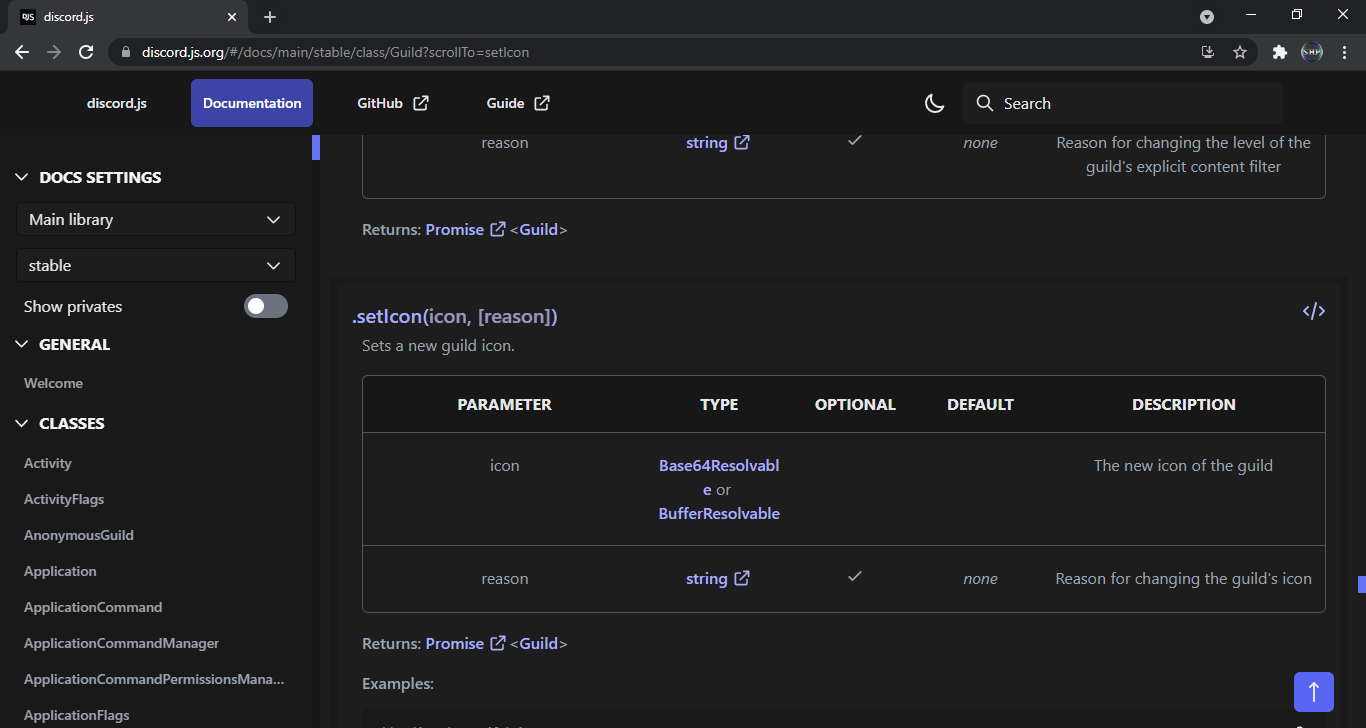 DJS discord.js
discord.js.org/#/docs/main/stable/class/Guild?scrollTo=setIcon
discord.js Documentation GitHub Guide Search
DOCS SETTINGS
Main library
stable
Show privates
GENERAL
Welcome
CLASSES
Activity
ActivityFlags
AnonymousGuild
Application
ApplicationCommand
ApplicationCommandManager
ApplicationCommandPermissionsMana...
ApplicationFlags
reason string none Reason for changing the level of the
guild's explicit content filter
Returns: Promise <Guild>
.setIcon(icon, [reason])
</>
Sets a new guild icon.
PARAMETER TYPE OPTIONAL DEFAULT DESCRIPTION
icon Base64Resolvabl The new icon of the guild
e or
BufferResolvable
reason string none Reason for changing the guild's icon
Returns: Promise <Guild>
Examples: